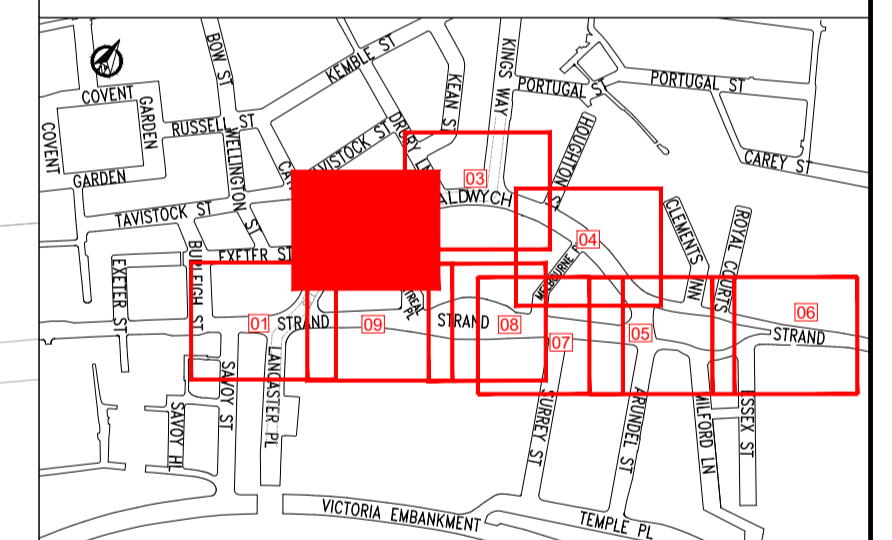 BOW ST
KEMBLE ST
KINGS WAY
KEAN ST
PORTUGAL ST
PORTUGAL ST
COVENT
GARDEN
COVENT
GARDEN
RUSSELL ST
WELLINGTON ST
DRURY
TAVISTOCK ST
HOUGHTON ST
CAREY ST
03
ALDWYCH
TAVISTOCK ST
EXETER ST
04
CLEMENTS INN
ROYAL COURTS
EXETER ST
BURLEIGH ST
01
STRAND
09
STRAND
08
07
05
06
STRAND
LANCASTER PL
SAVOY ST
SAVOY HL
SURREY ST
ARUNDEL ST
MILFORD LN
ESSEX ST
VICTORIA EMBANKMENT
TEMPLE PL